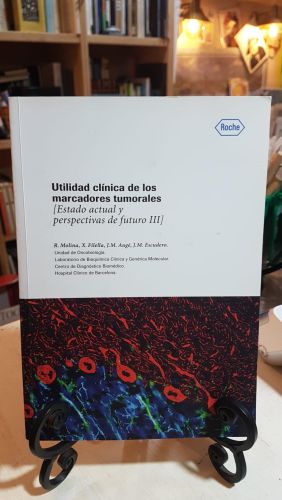 Roche
Utilidad clínica de los
marcadores tumorales
[Estado actual y
perspectivas de futuro III]
R. Molina, X. Filella, J.M. Augé, J.M. Escudero.
Unidad de Oncobiología.
Laboratorio de Bioquímica Clínica y Genética Molecular.
Centro de Diagnóstico Biomédico.
Hospital Clínico de Barcelona.